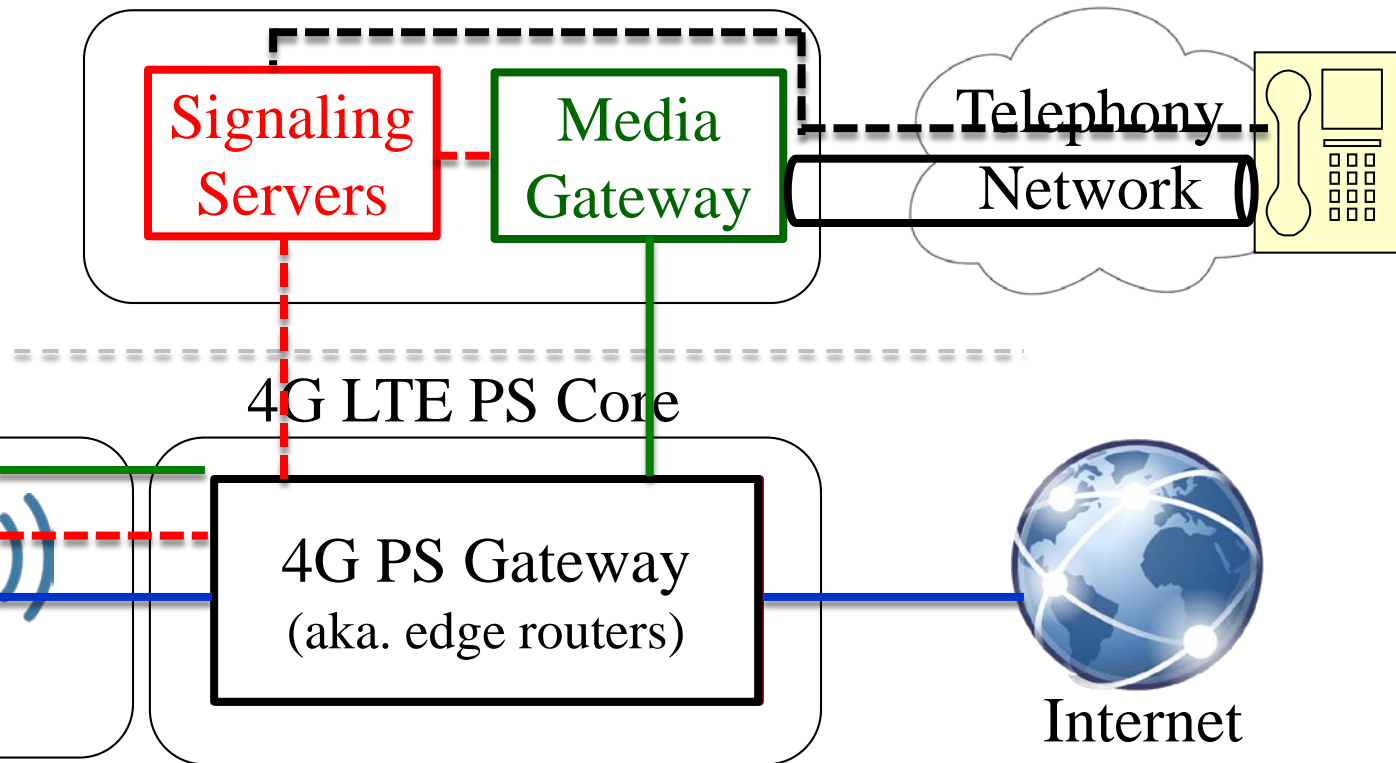 Signaling
Servers
Media
Gateway
Telephony
Network
4G LTE PS Core
4G PS Gateway
(aka. edge routers)
Internet